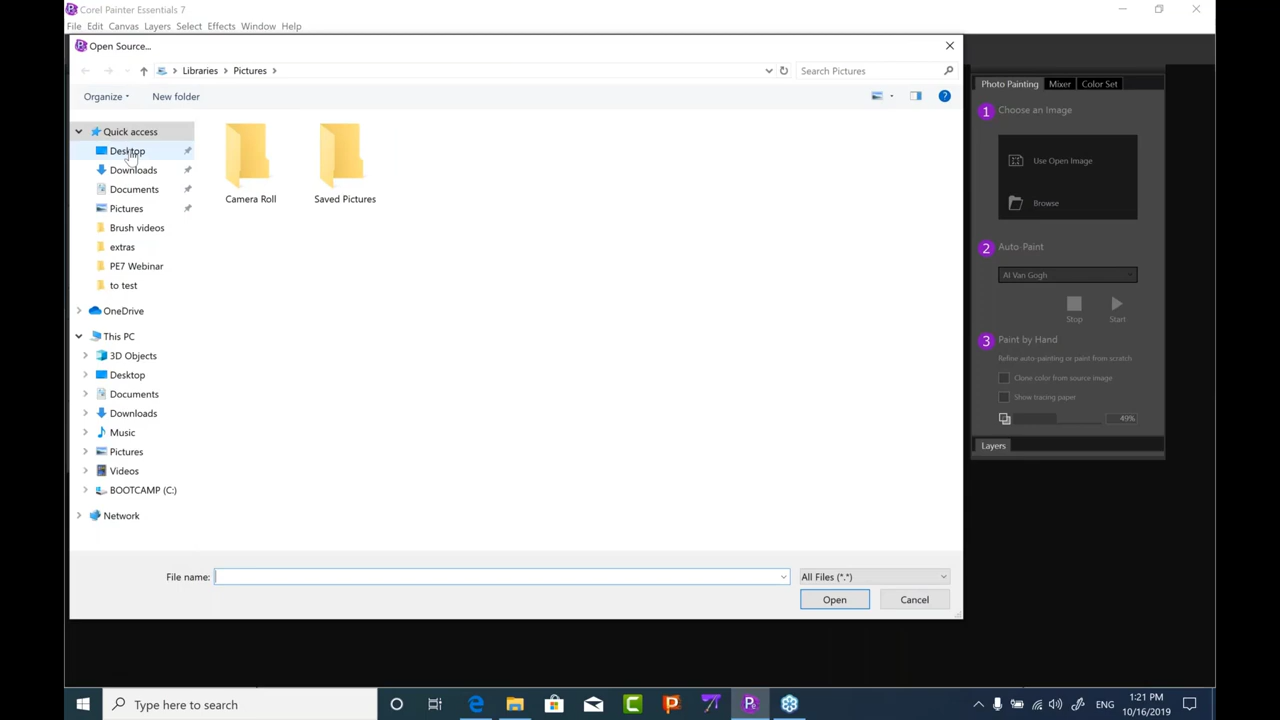 Corel Painter Essentials 7
File Edit Canvas Layers Select Effects Window Help
Open Source...
Libraries Pictures
Search Pictures
Organize New folder
Quick access
Desktop
Downloads
Documents
Pictures
Brush videos
extras
PE7 Webinar
to test
OneDrive
This PC
3D Objects
Desktop
Documents
Downloads
Music
Pictures
Videos
BOOTCAMP (C:)
Network
Camera Roll
Saved Pictures
File name:
All Files (*.*)
Open Cancel
Photo Painting Mixer Color Set
1 Choose an Image
Use Open Image
Browse
2 Auto-Paint
AI Van Gogh
Stop Start
3 Paint by Hand
Refine auto-painting or paint from scratch
Clone color from source image
Show tracing paper
49%
Layers
Type here to search
ENG
1:21 PM
10/16/2019